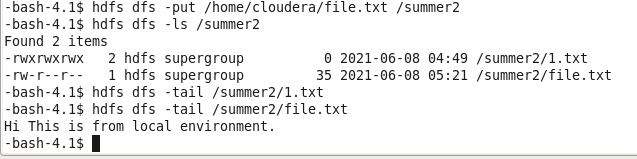 -bash-4.1$ hdfs dfs -put /home/cloudera/file.txt /summer2
-bash-4.1$ hdfs dfs -ls /summer2
Found 2 items
-rwxrwxrwx   2 hdfs supergroup          0 2021-06-08 04:49 /summer2/1.txt
-rw-r--r--   1 hdfs supergroup         35 2021-06-08 05:21 /summer2/file.txt
-bash-4.1$ hdfs dfs -tail /summer2/1.txt
-bash-4.1$ hdfs dfs -tail /summer2/file.txt
Hi This is from local environment.
-bash-4.1$